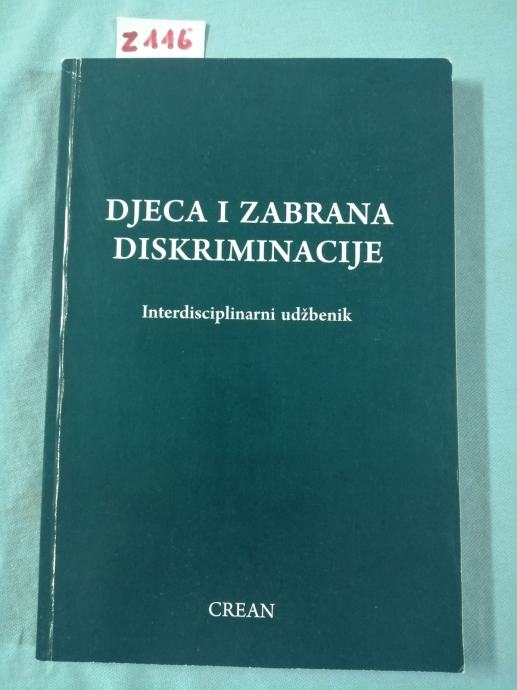 Z116
DJECA I ZABRANA
DISKRIMINACIJE
Interdisciplinarni udžbenik
CREAN